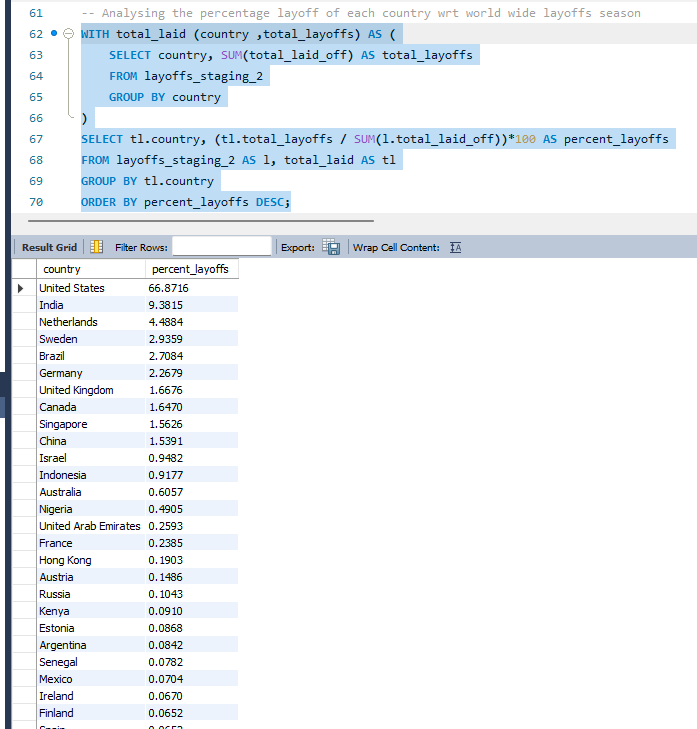 61 -- Analysing the percentage layoff of each country wrt world wide layoffs season
62 WITH total_laid (country ,total_layoffs) AS (
63 SELECT country, SUM(total_laid_off) AS total_layoffs
64 FROM layoffs_staging_2
65 GROUP BY country
66 )
67 SELECT tl.country, (tl.total_layoffs / SUM(l.total_laid_off))*100 AS percent_layoffs
68 FROM layoffs_staging_2 AS l, total_laid AS tl
69 GROUP BY tl.country
70 ORDER BY percent_layoffs DESC;
Result Grid Filter Rows: Export: Wrap Cell Content: IA
country percent_layoffs
United States 66.8716
India 9.3815
Netherlands 4.4884
Sweden 2.9359
Brazil 2.7084
Germany 2.2679
United Kingdom 1.6676
Canada 1.6470
Singapore 1.5626
China 1.5391
Israel 0.9482
Indonesia 0.9177
Australia 0.6057
Nigeria 0.4905
United Arab Emirates 0.2593
France 0.2385
Hong Kong 0.1903
Austria 0.1486
Russia 0.1043
Kenya 0.0910
Estonia 0.0868
Argentina 0.0842
Senegal 0.0782
Mexico 0.0704
Ireland 0.0670
Finland 0.0652